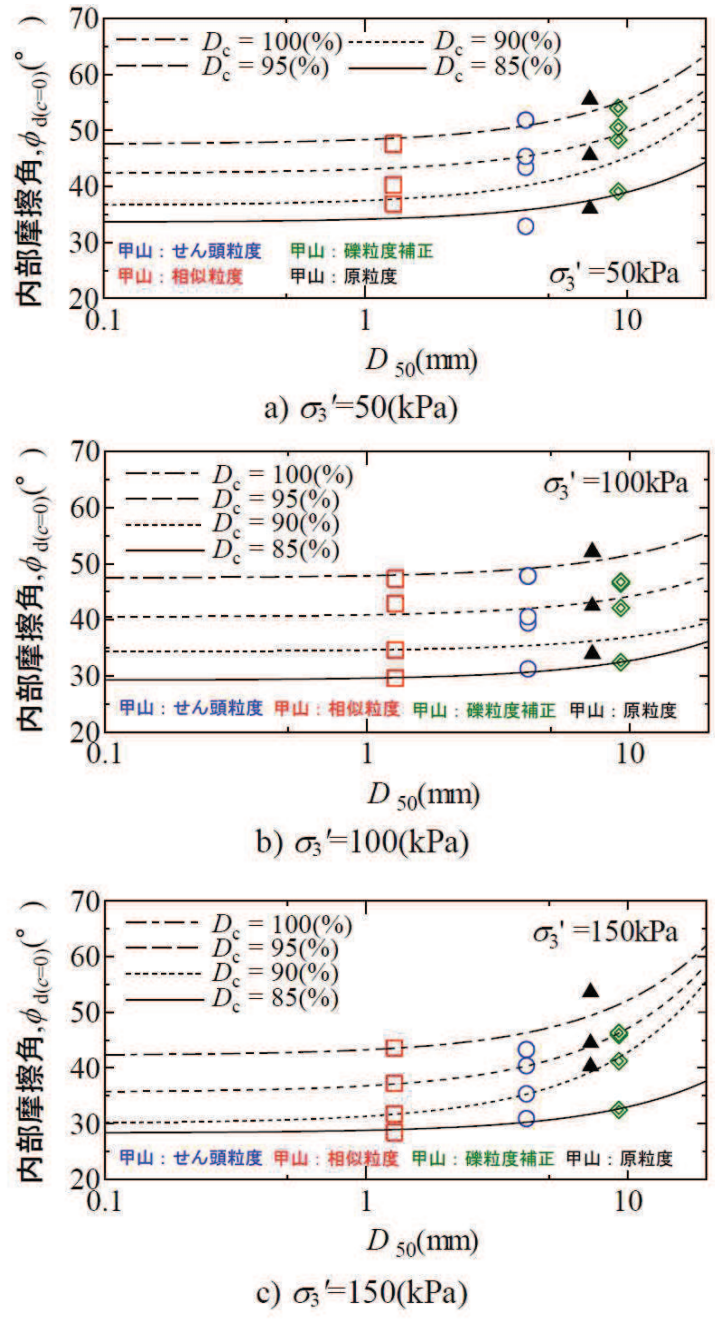 70
60
50
40
30
20
内部摩擦角,ϕd(c=0)(°)
Dc = 100(%) Dc = 90(%)
Dc = 95(%) Dc = 85(%)
甲山：せん頭粒度 甲山：礫粒度補正
甲山：相似粒度 甲山：原粒度
σ3'=50kPa
0.1 1 10
D 50(mm)
a) σ3'=50(kPa)
70
60
50
40
30
20
内部摩擦角,ϕd(c=0)(°)
Dc = 100(%)
Dc = 95(%)
Dc = 90(%)
Dc = 85(%)
σ3'=100kPa
甲山：せん頭粒度 甲山：相似粒度 甲山：礫粒度補正 甲山：原粒度
0.1 1 10
D 50(mm)
b) σ3'=100(kPa)
70
60
50
40
30
20
内部摩擦角,ϕd(c=0)(°)
Dc = 100(%)
Dc = 95(%)
Dc = 90(%)
Dc = 85(%)
σ3'=150kPa
甲山：せん頭粒度 甲山：相似粒度 甲山：礫粒度補正 甲山：原粒度
0.1 1 10
D 50(mm)
c) σ3'=150(kPa)